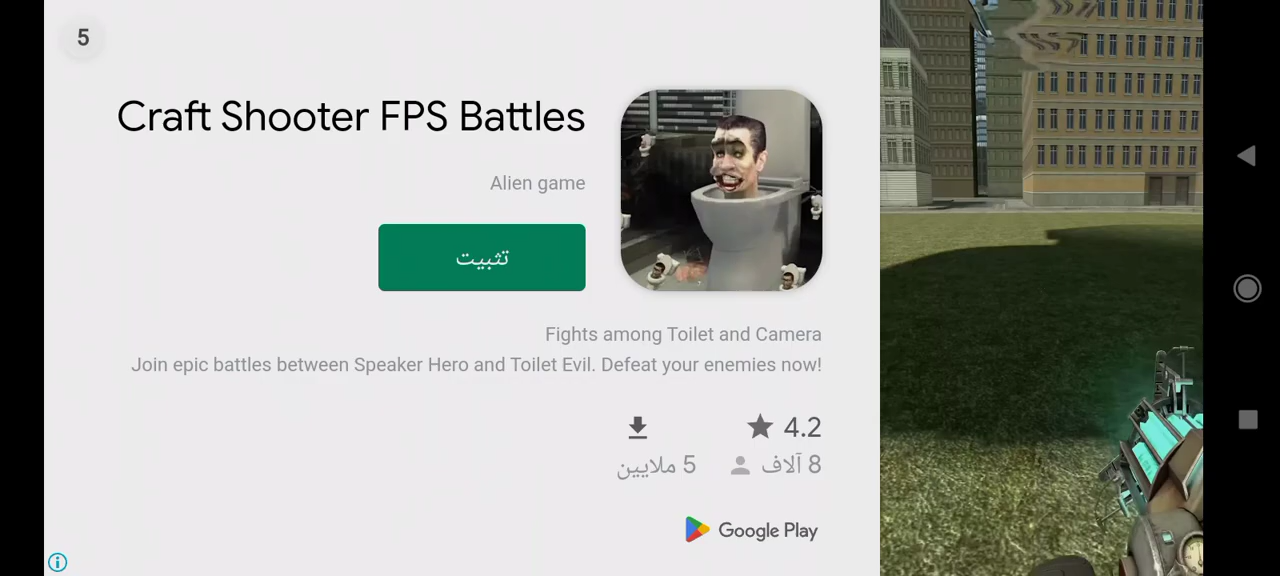 5
Craft Shooter FPS Battles
Alien game
تثبيت
Fights among Toilet and Camera
Join epic battles between Speaker Hero and Toilet Evil. Defeat your enemies now!
4.2
8 آلاف
5 ملايين
Google Play